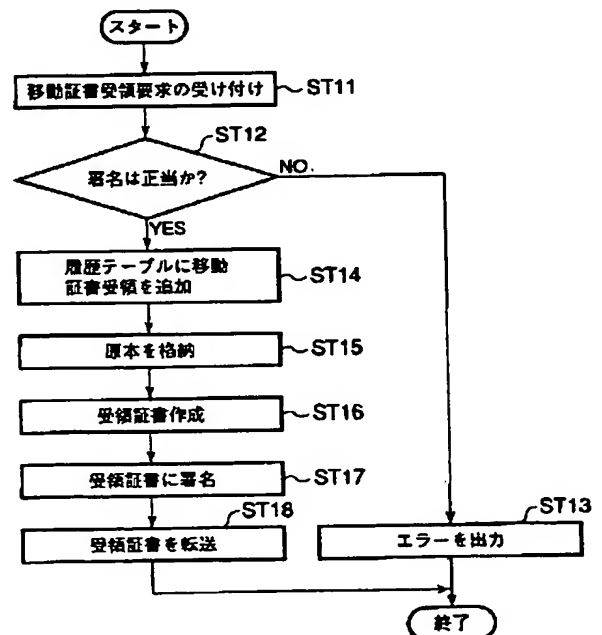 スタート
移動証書受領要求の受け付け
ST11
ST12
署名は正当か?
NO.
YES
履歴テーブルに移動
証書受領を追加
ST14
原本を格納
ST15
受領証書作成
ST16
受領証書に署名
ST17
ST18
受領証書を転送
ST13
エラーを出力
終了